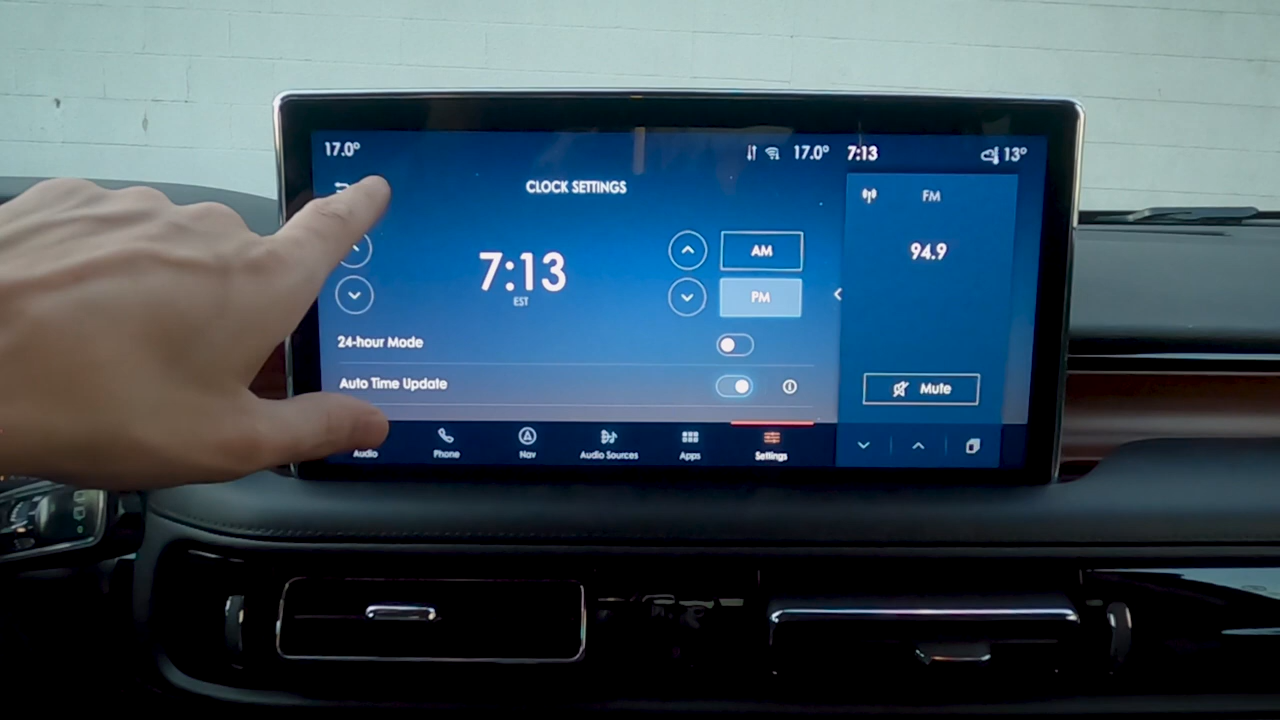 17.0°
17.0° 7:13
13°
CLOCK SETTINGS
FM
7:13
EST
AM
PM
94.9
24-hour Mode
Auto Time Update
Mute
Audio
Phone
Nav
Audio Sources
Apps
Settings